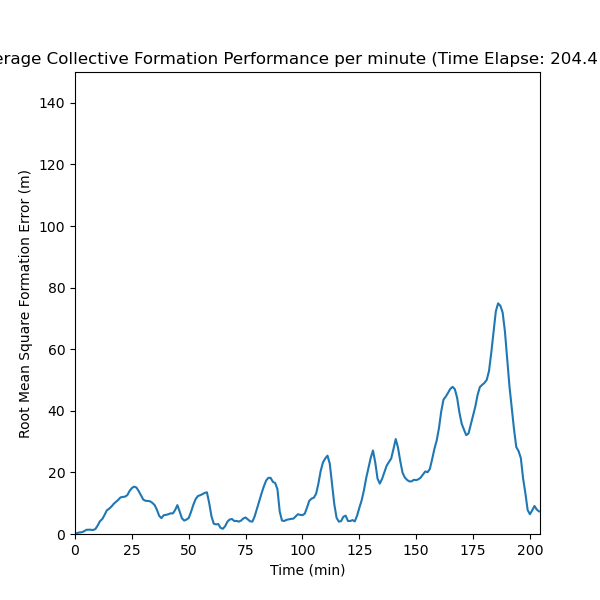 erage Collective Formation Performance per minute (Time Elapse: 204.4
140
120
100
80
60
40
20
0
Root Mean Square Formation Error (m)
0 25 50 75 100 125 150 175 200
Time (min)